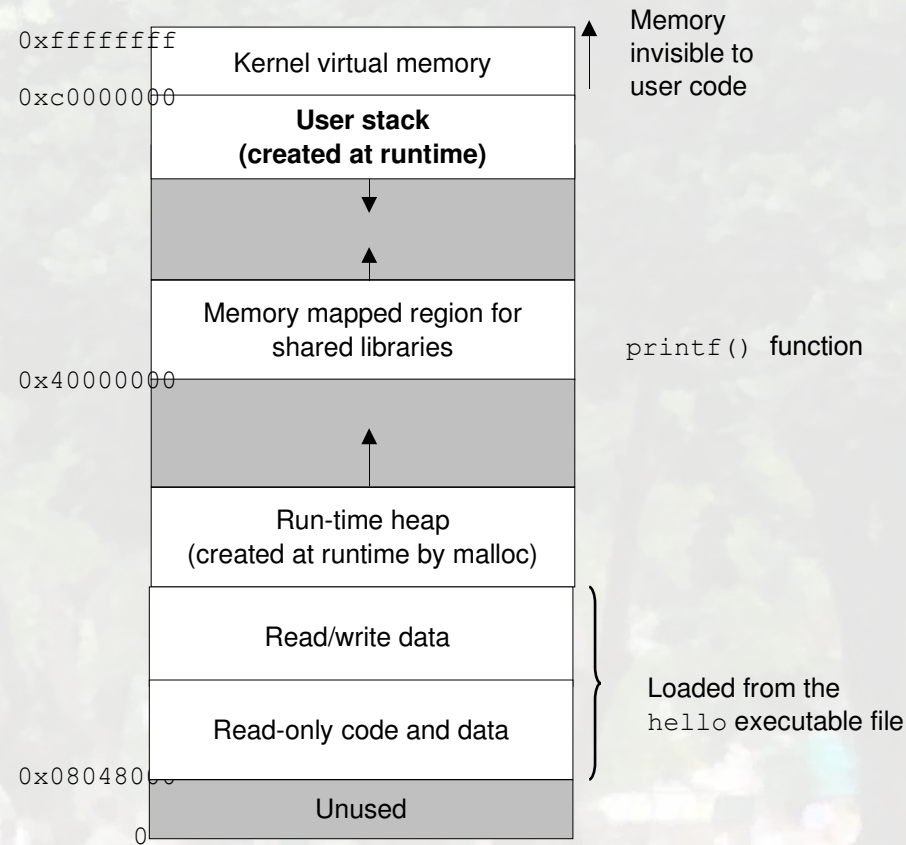 0xffffffff
Kernel virtual memory
Memory
invisible to
user code
0xc0000000
User stack
(created at runtime)
Memory mapped region for
shared libraries
printf() function
0x40000000
Run-time heap
(created at runtime by malloc)
Read/write data
Loaded from the
hello executable file
Read-only code and data
0x08048000
Unused
0